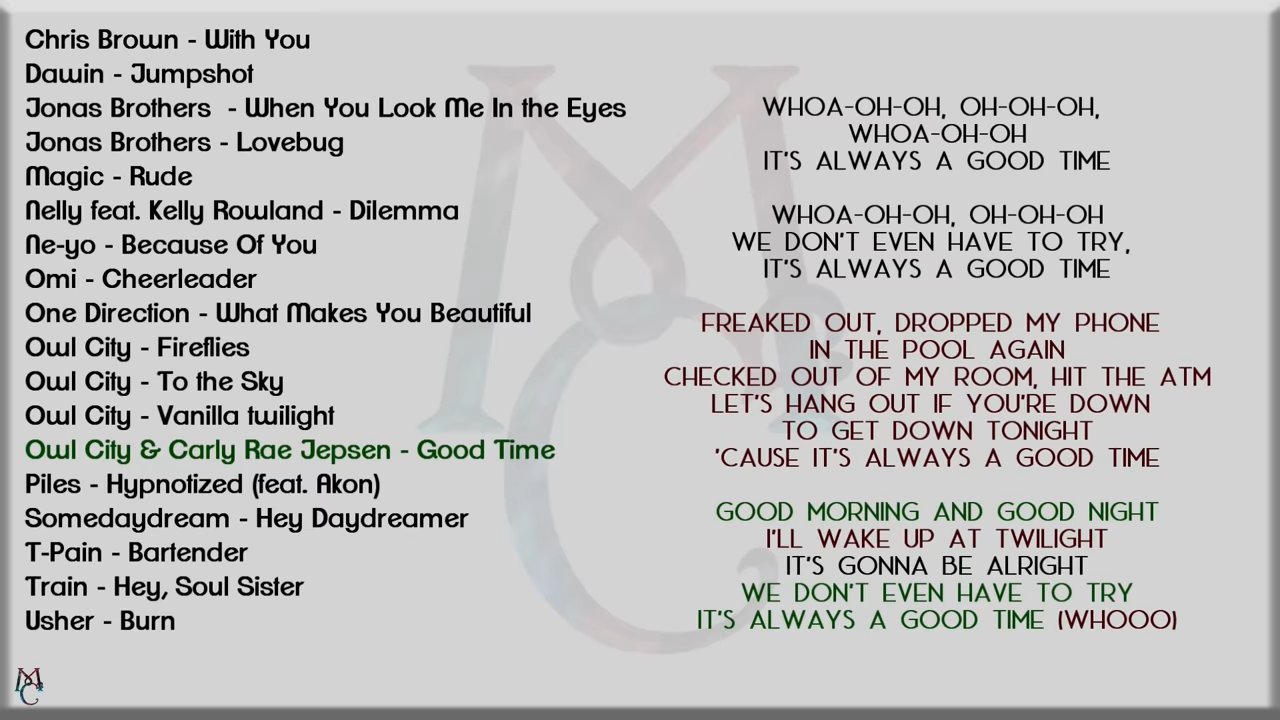 Chris Brown - With You
Dawin - Jumpshot
Jonas Brothers  - When You Look Me In the Eyes
Jonas Brothers - Lovebug
Magic - Rude
Nelly feat. Kelly Rowland - Dilemma
Ne-yo - Because Of You
Omi - Cheerleader
One Direction - What Makes You Beautiful
Owl City - Fireflies
Owl City - To the Sky
Owl City - Vanilla twilight
Owl City & Carly Rae Jepsen - Good Time
Piles - Hypnotized (feat. Akon)
Somedaydream - Hey Daydreamer
T-Pain - Bartender
Train - Hey, Soul Sister
Usher - Burn
WHOA-OH-OH, OH-OH-OH,
WHOA-OH-OH
IT'S ALWAYS A GOOD TIME
WHOA-OH-OH, OH-OH-OH
WE DON'T EVEN HAVE TO TRY,
IT'S ALWAYS A GOOD TIME
FREAKED OUT, DROPPED MY PHONE
IN THE POOL AGAIN
CHECKED OUT OF MY ROOM, HIT THE ATM
LET'S HANG OUT IF YOU'RE DOWN
TO GET DOWN TONIGHT
'CAUSE IT'S ALWAYS A GOOD TIME
GOOD MORNING AND GOOD NIGHT
I'LL WAKE UP AT TWILIGHT
IT'S GONNA BE ALRIGHT
WE DON'T EVEN HAVE TO TRY
IT'S ALWAYS A GOOD TIME (WHOOO)
MC